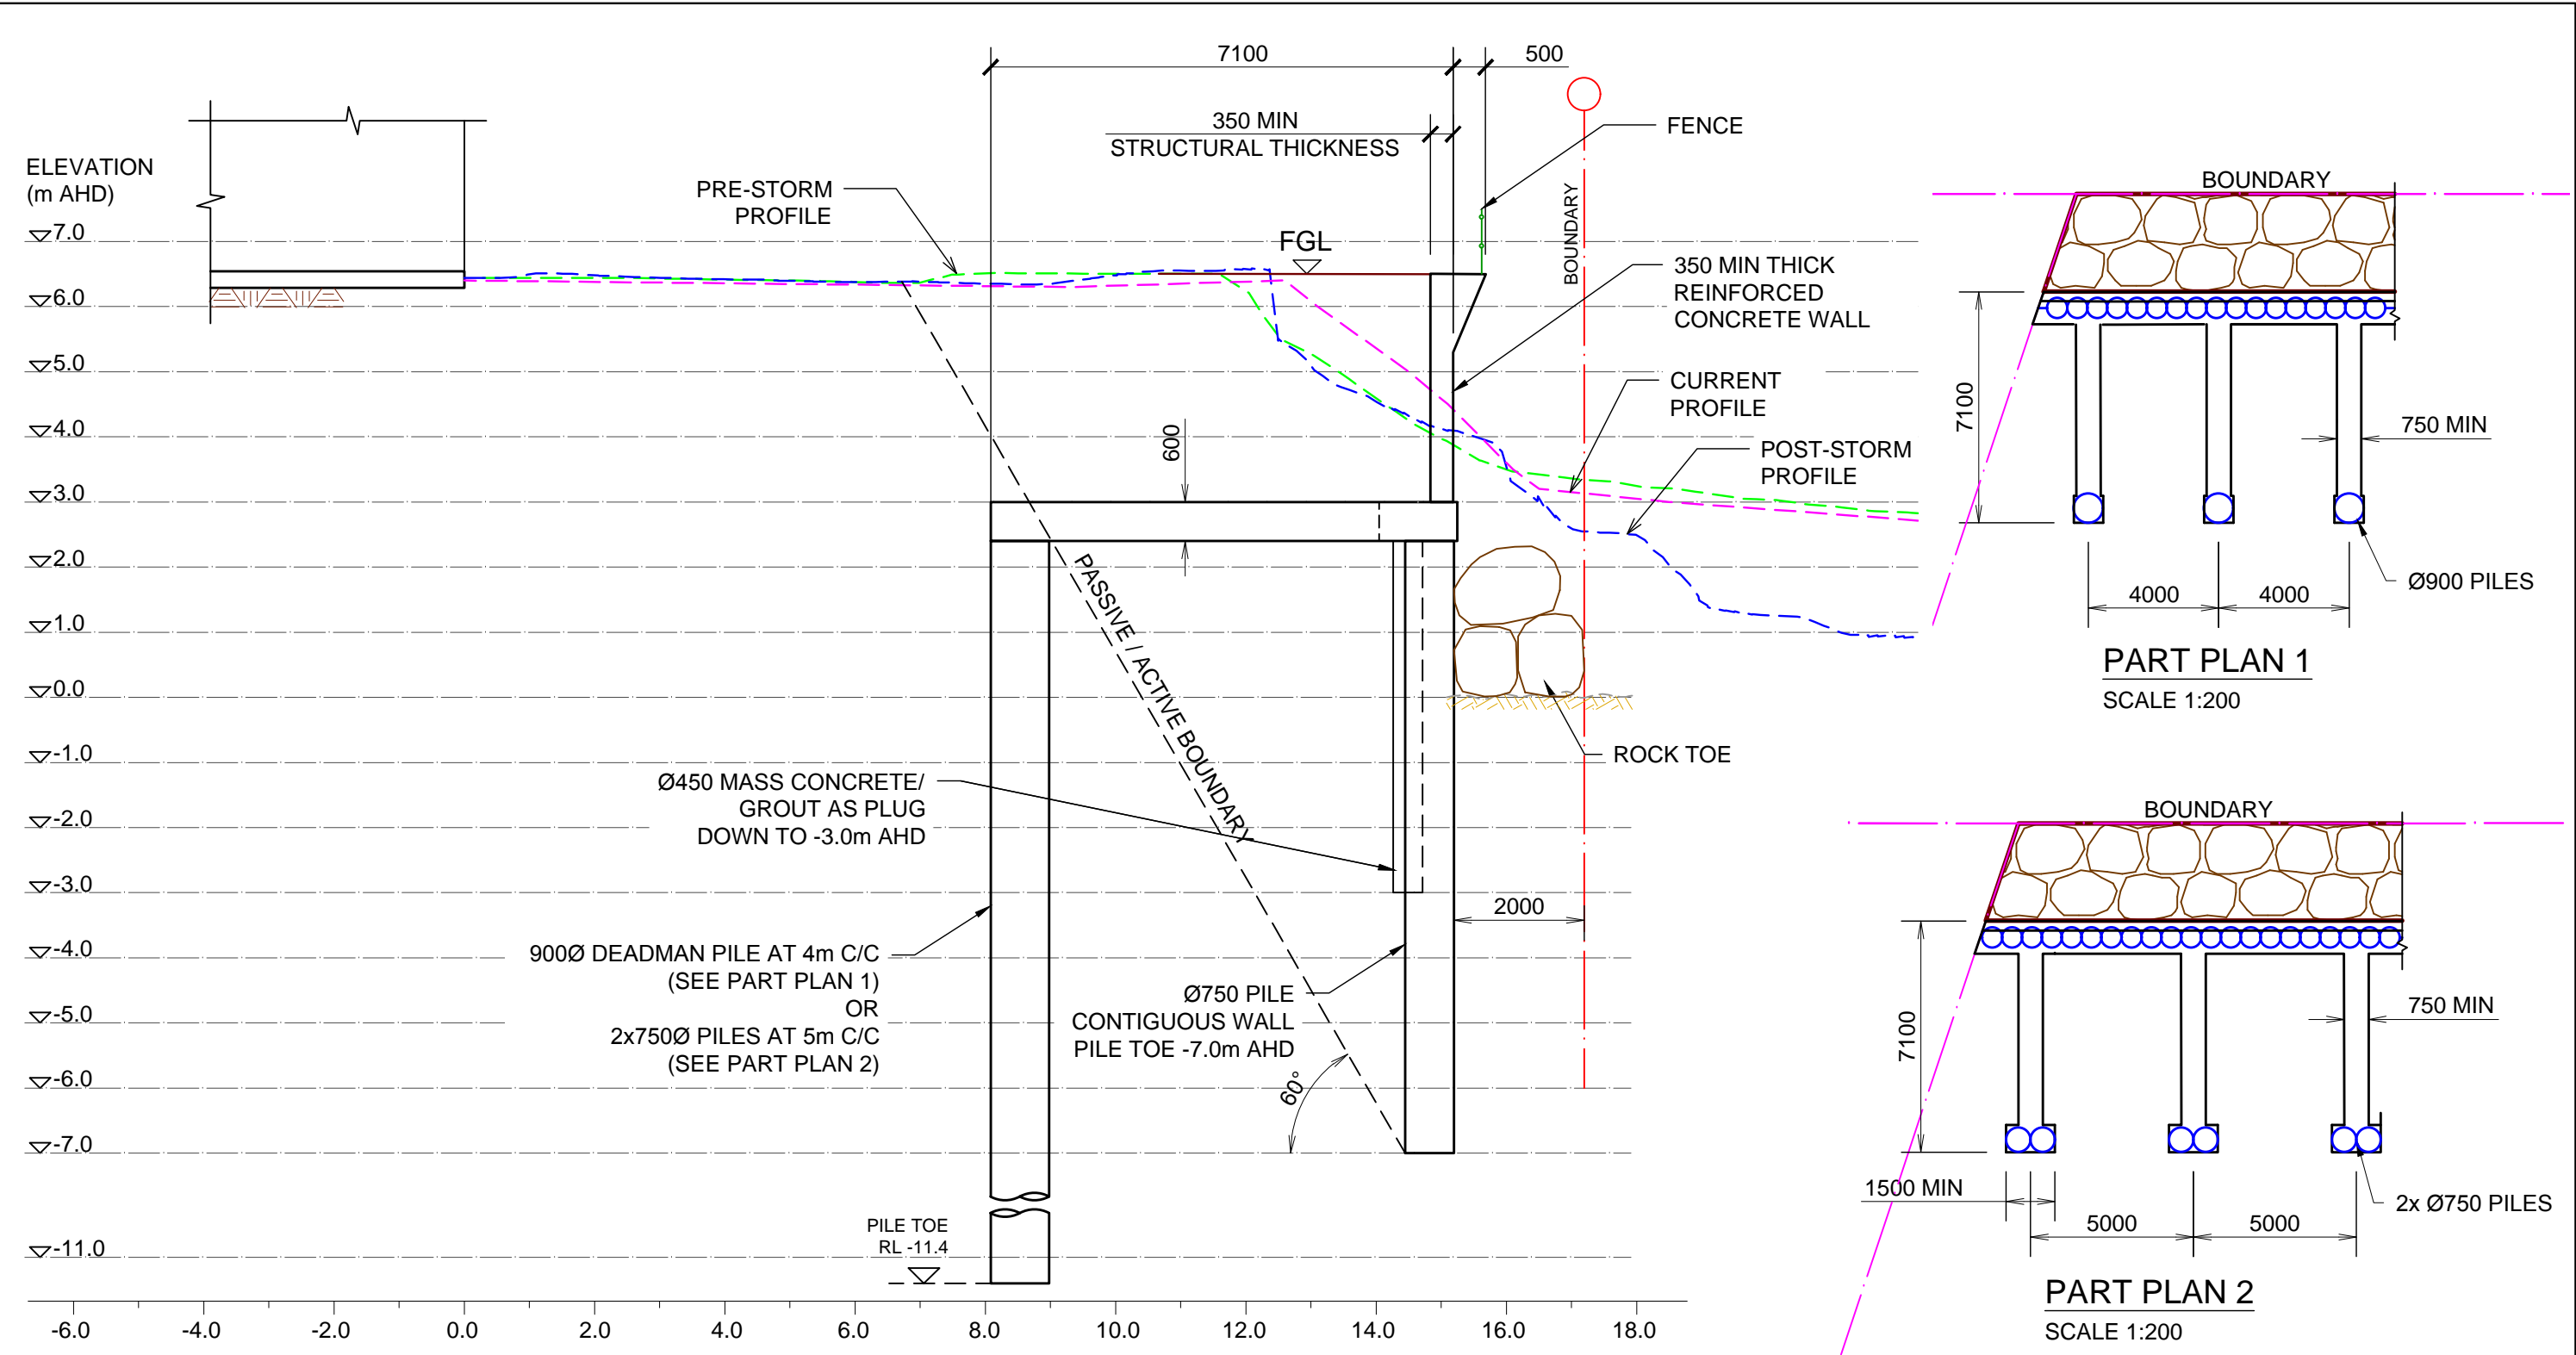 7100
500
350 MIN
STRUCTURAL THICKNESS
FENCE
BOUNDARY
ELEVATION
(m AHD)
PRE-STORM
PROFILE
FGL
350 MIN THICK
REINFORCED
CONCRETE WALL
CURRENT
PROFILE
POST-STORM
PROFILE
7.0
6.0
5.0
4.0
3.0
2.0
1.0
0.0
-1.0
-2.0
-3.0
-4.0
-5.0
-6.0
-7.0
-11.0
600
PASSIVE / ACTIVE BOUNDARY
ROCK TOE
Ø450 MASS CONCRETE/
GROUT AS PLUG
DOWN TO -3.0m AHD
2000
900Ø DEADMAN PILE AT 4m C/C
(SEE PART PLAN 1)
OR
2x750Ø PILES AT 5m C/C
(SEE PART PLAN 2)
Ø750 PILE
CONTIGUOUS WALL
PILE TOE -7.0m AHD
60°
PILE TOE
RL -11.4
-6.0
-4.0
-2.0
0.0
2.0
4.0
6.0
8.0
10.0
12.0
14.0
16.0
18.0
BOUNDARY
7100
750 MIN
Ø900 PILES
4000
4000
PART PLAN 1
SCALE 1:200
BOUNDARY
7100
750 MIN
1500 MIN
2x Ø750 PILES
5000
5000
PART PLAN 2
SCALE 1:200